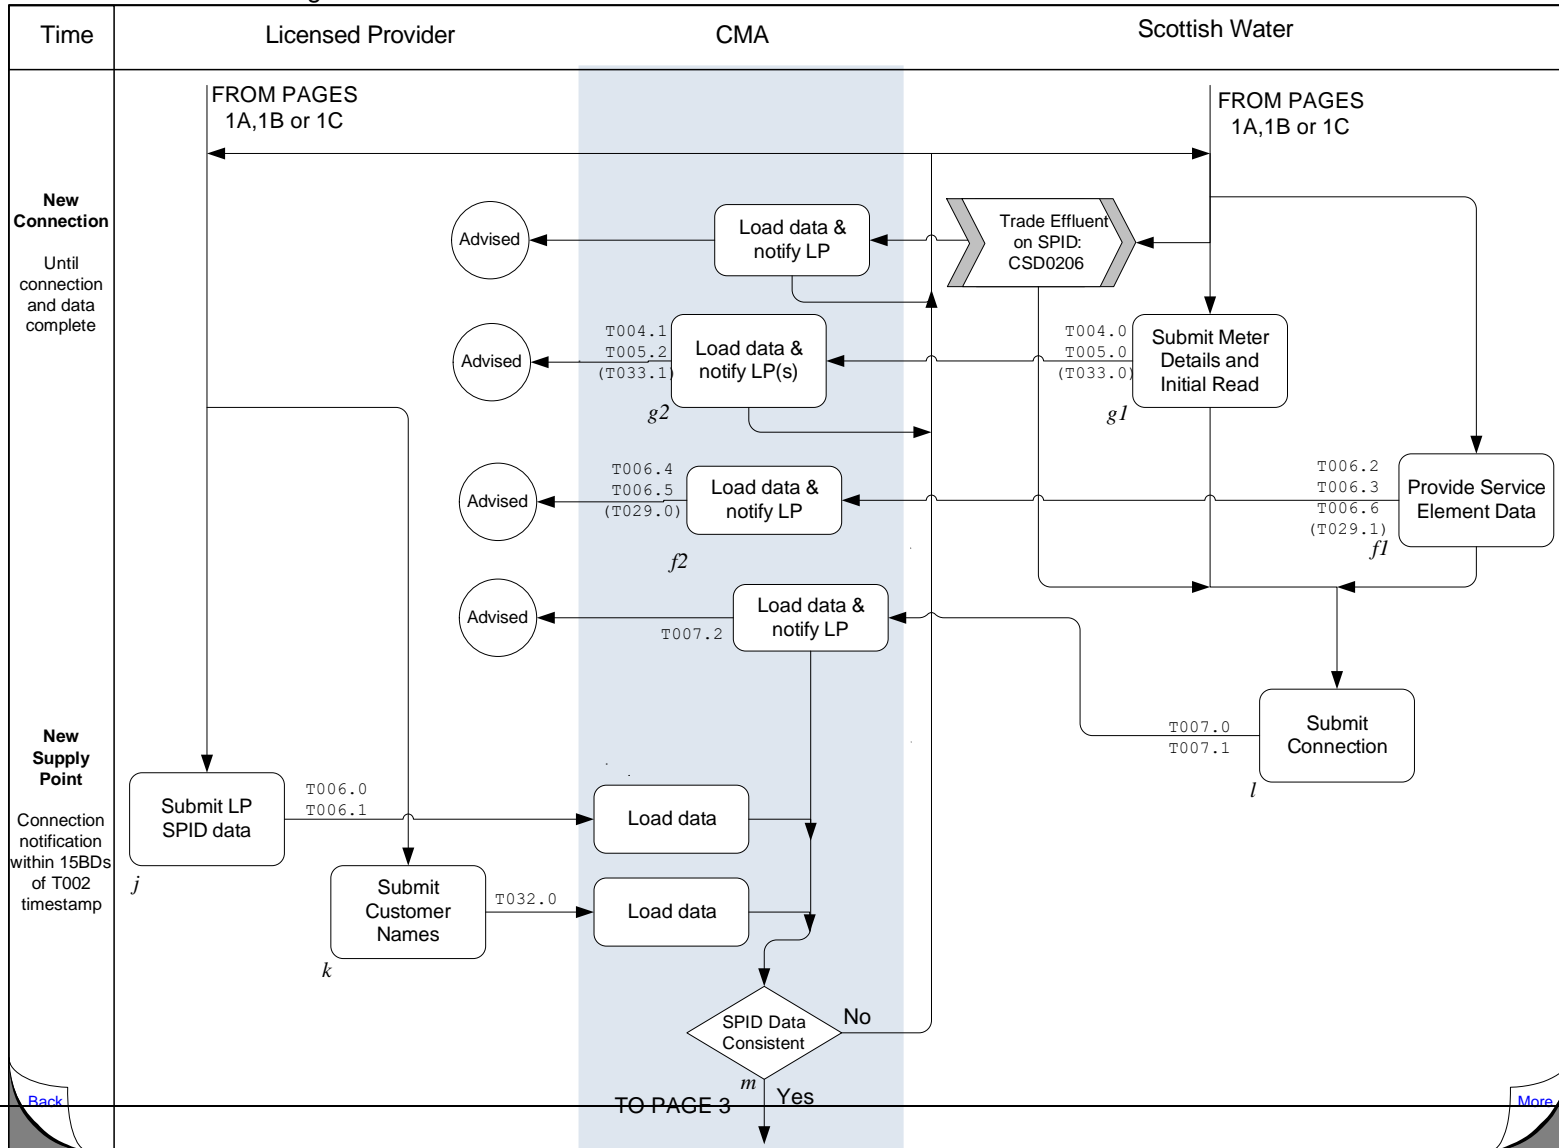 Time
Licensed Provider
CMA
Scottish Water
FROM PAGES
1A,1B or 1C
FROM PAGES
1A,1B or 1C
New
Connection
Until
connection
and data
complete
Advised
Load data &
notify LP
Trade Effluent
on SPID:
CSD0206
Advised
T004.1
T005.2
(T033.1)
Load data &
notify LP(s)
g2
T004.0
T005.0
(T033.0)
Submit Meter
Details and
Initial Read
g1
Advised
T006.4
T006.5
(T029.0)
Load data &
notify LP
f2
T006.2
T006.3
T006.6
(T029.1)
Provide Service
Element Data
f1
Advised
T007.2
Load data &
notify LP
T007.0
T007.1
Submit
Connection
l
New
Supply
Point
Connection
notification
within 15BDs
of T002
timestamp
Submit LP
SPID data
j
T006.0
T006.1
Load data
Submit
Customer
Names
k
T032.0
Load data
SPID Data
Consistent
m
No
Yes
TO PAGE 3
Back
More